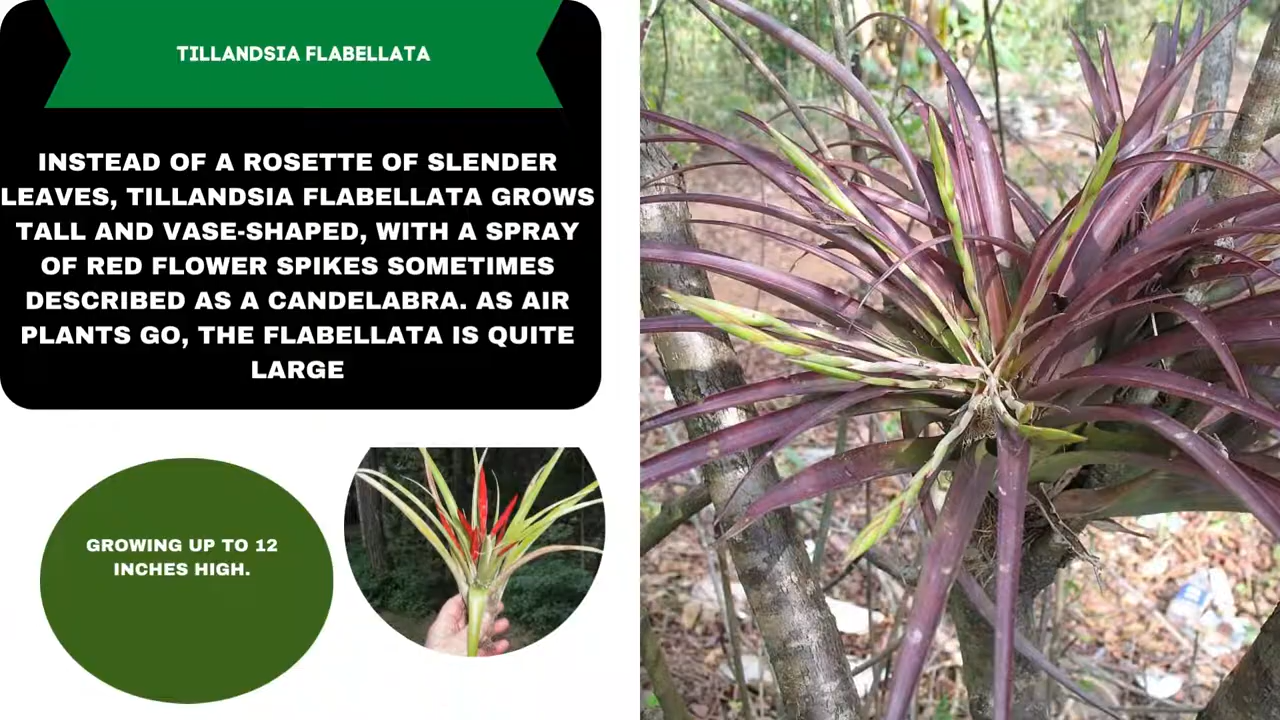 TILLANDSIA FLABELLATA
INSTEAD OF A ROSETTE OF SLENDER
LEAVES, TILLANDSIA FLABELLATA GROWS
TALL AND VASE-SHAPED, WITH A SPRAY
OF RED FLOWER SPIKES SOMETIMES
DESCRIBED AS A CANDELABRA. AS AIR
PLANTS GO, THE FLABELLATA IS QUITE
LARGE
GROWING UP TO 12
INCHES HIGH.